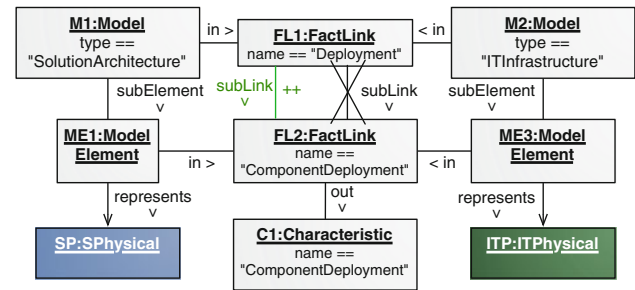 M1:Model
type ==
"SolutionArchitecture"
in >
FL1:FactLink
name == "Deployment"
< in
M2:Model
type ==
"ITInfrastructure"
subElement
v
subLink
v
++
subLink
v
subElement
v
ME1:Model
Element
in >
FL2:FactLink
name ==
"ComponentDeployment"
< in
ME3:Model
Element
represents
v
out
v
represents
v
SP:SPhysical
C1:Characteristic
name ==
"ComponentDeployment"
ITP:ITPhysical